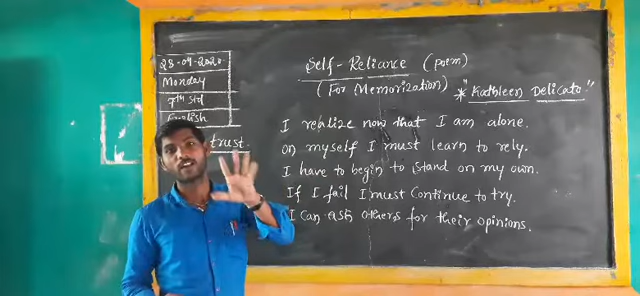 28-09-2020
Monday
7th Std
English
trust.
Self-Reliance (Poem)
(For Memorization)
* "Kathleen Delicato"
I realize now that I am alone.
On myself I must learn to rely.
I have to begin to stand on my own.
If I fail I must Continue to try.
I Can ask others for their opinions.